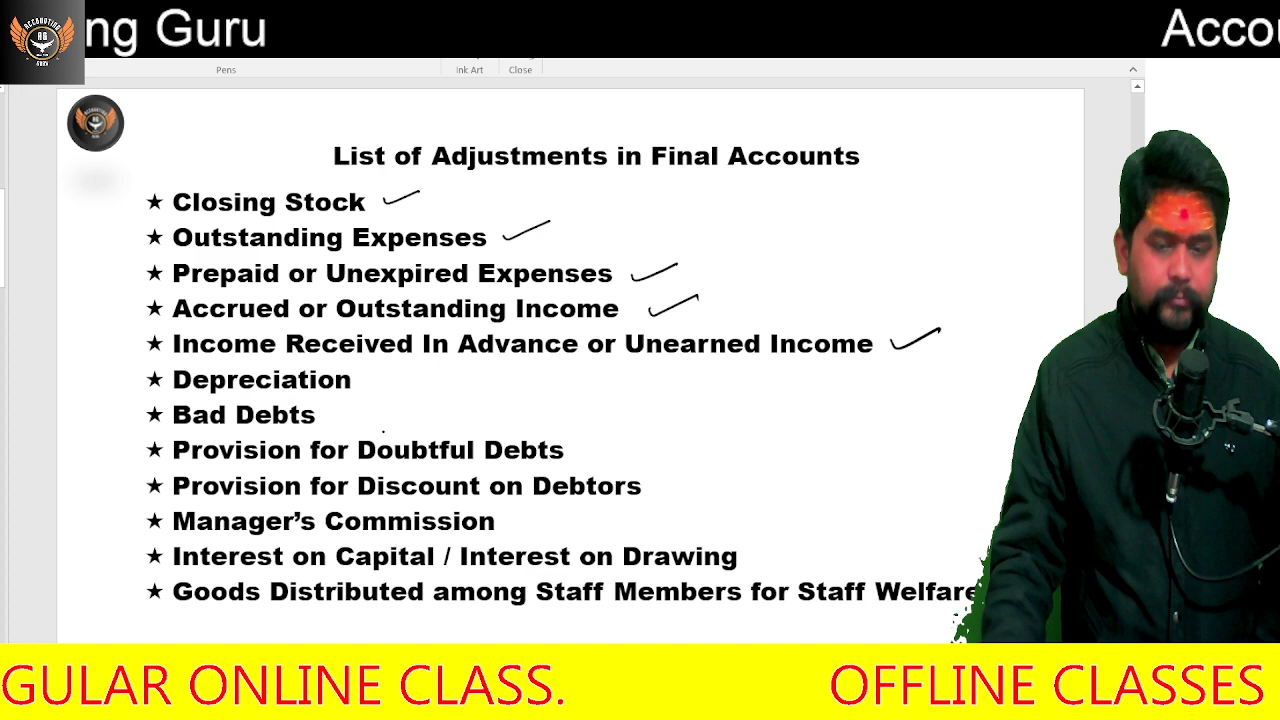 ng Guru
Accou
ACCOUNTING
AG
GURU
Pens
Ink Art
Close
List of Adjustments in Final Accounts
★ Closing Stock
★ Outstanding Expenses
★ Prepaid or Unexpired Expenses
★ Accrued or Outstanding Income
★ Income Received In Advance or Unearned Income
★ Depreciation
★ Bad Debts
★ Provision for Doubtful Debts
★ Provision for Discount on Debtors
★ Manager’s Commission
★ Interest on Capital / Interest on Drawing
★ Goods Distributed among Staff Members for Staff Welfare
GULAR ONLINE CLASS.
OFFLINE CLASSES